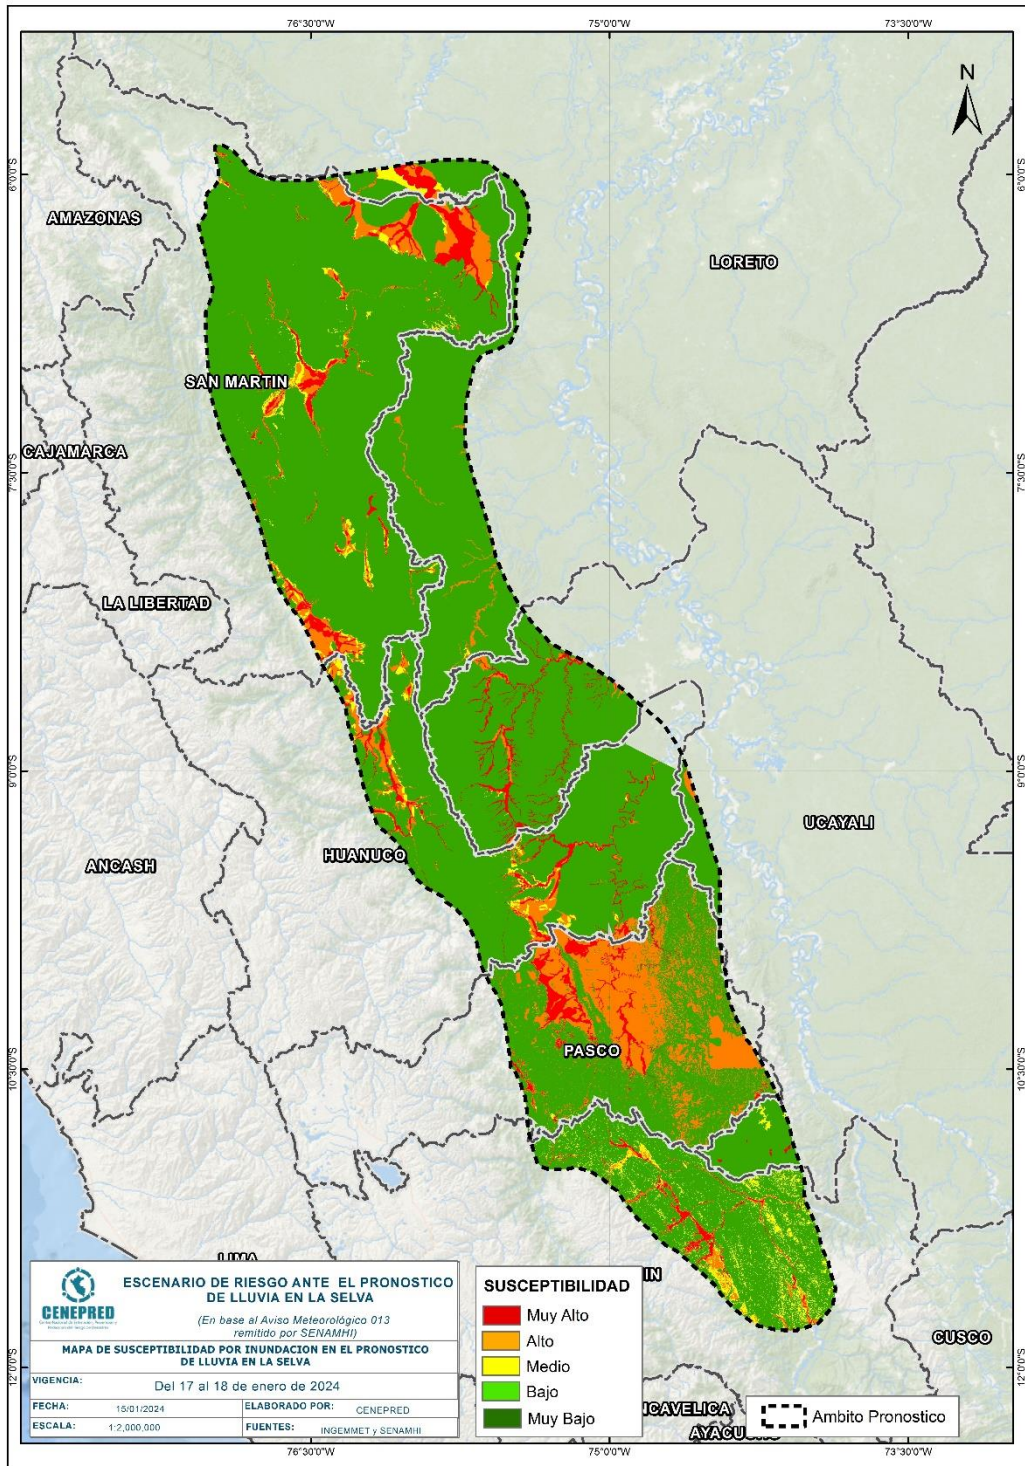 76°30'0"W
75°0'0"W
73°30'0"W
N
6°0'0"S
6°0'0"S
AMAZONAS
LORETO
SAN MARTIN
CAJAMARCA
7°30'0"S
7°30'0"S
LA LIBERTAD
9°0'0"S
9°0'0"S
UCAYALI
HUANUCO
ANCASH
PASCO
10°30'0"S
10°30'0"S
LIMA
IN
CUSCO
12°0'0"S
12°0'0"S
NCAVELICA
AYACU
CENEPRED
ESCENARIO DE RIESGO ANTE EL PRONOSTICO
DE LLUVIA EN LA SELVA
(En base al Aviso Meteorológico 013
remitido por SENAMHI)
MAPA DE SUSCEPTIBILIDAD POR INUNDACION EN EL PRONOSTICO
DE LLUVIA EN LA SELVA
VIGENCIA: Del 17 al 18 de enero de 2024
FECHA: 15/01/2024 ELABORADO POR: CENEPRED
ESCALA: 1:2,000,000 FUENTES: INGEMMET y SENAMHI
SUSCEPTIBILIDAD
Muy Alto
Alto
Medio
Bajo
Muy Bajo
Ambito Pronostico
76°30'0"W
75°0'0"W
73°30'0"W